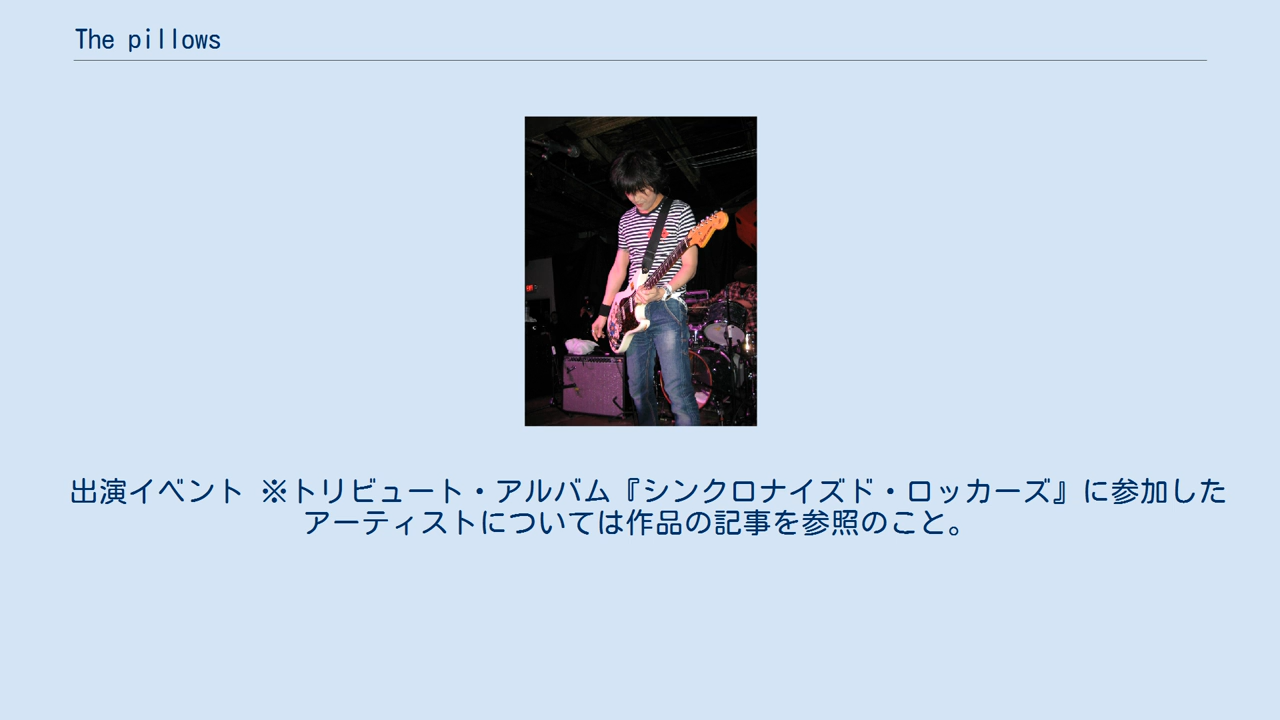 The pillows
出演イベント ※トリビュート・アルバム『シンクロナイズド・ロッカーズ』に参加した
アーティストについては作品の記事を参照のこと。